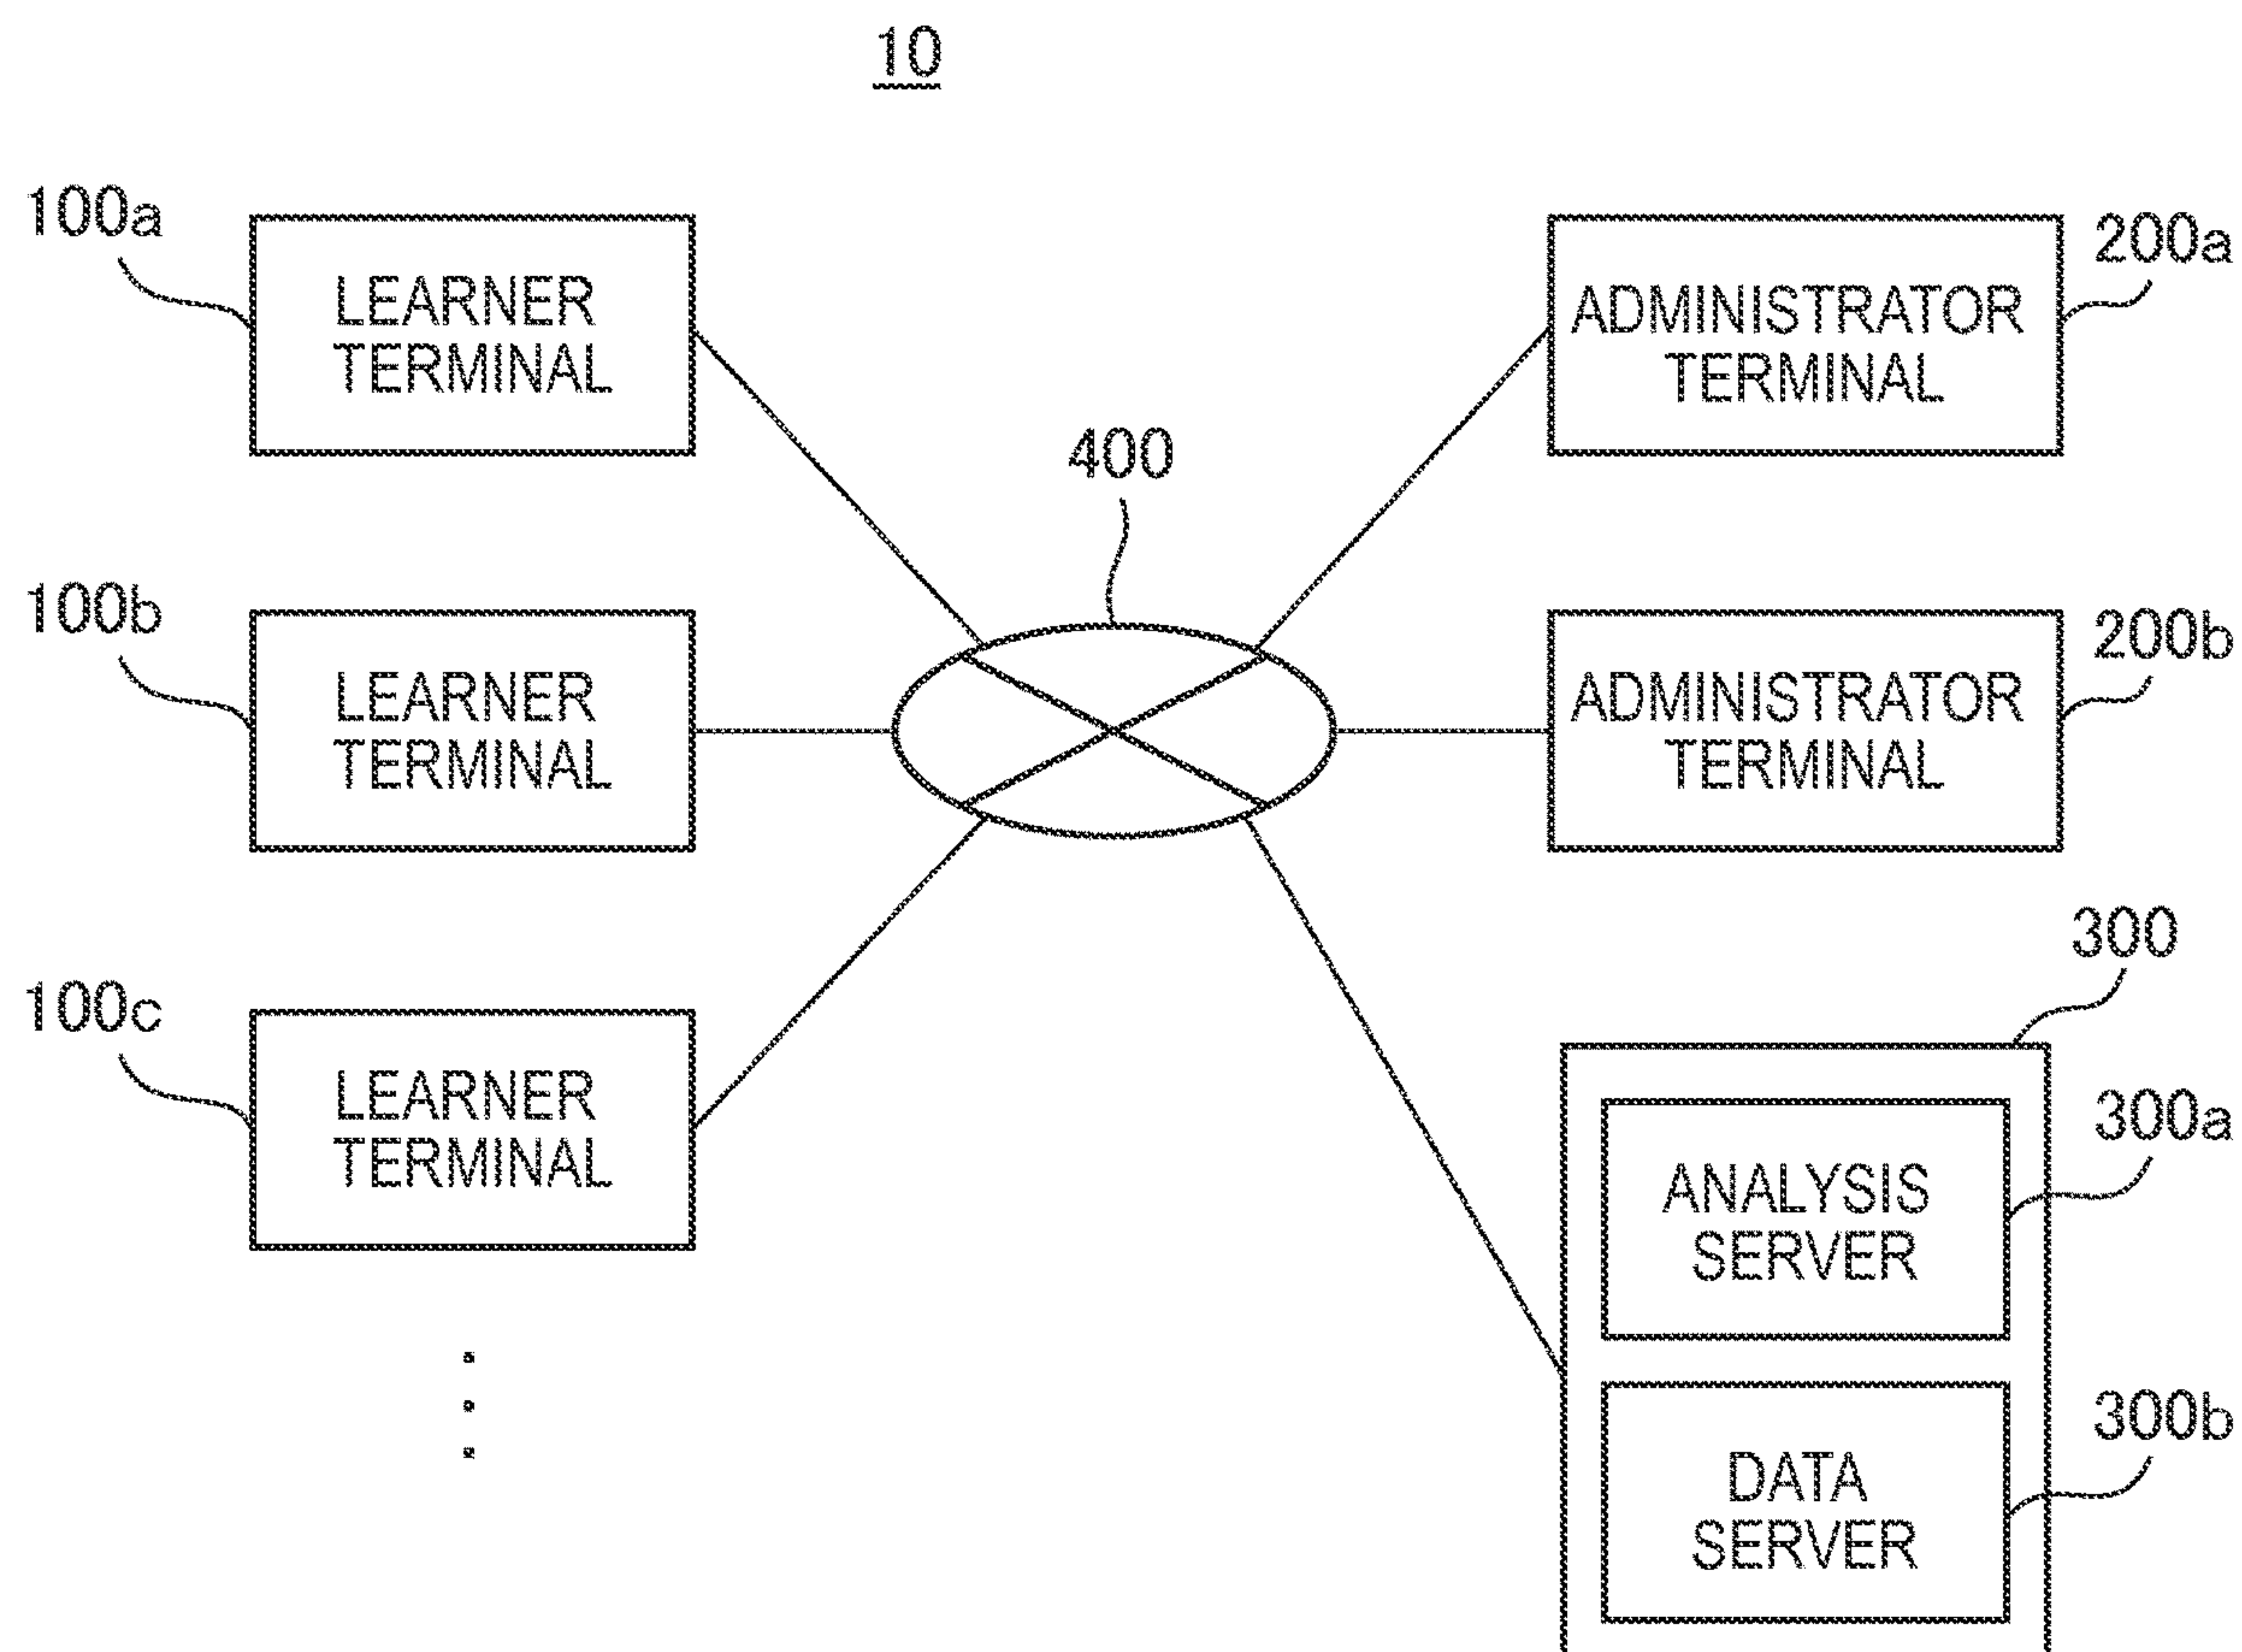 10
100a
LEARNER
TERMINAL
200a
ADMINISTRATOR
TERMINAL
400
100b
LEARNER
TERMINAL
200b
ADMINISTRATOR
TERMINAL
300
100c
LEARNER
TERMINAL
300a
ANALYSIS
SERVER
300b
DATA
SERVER